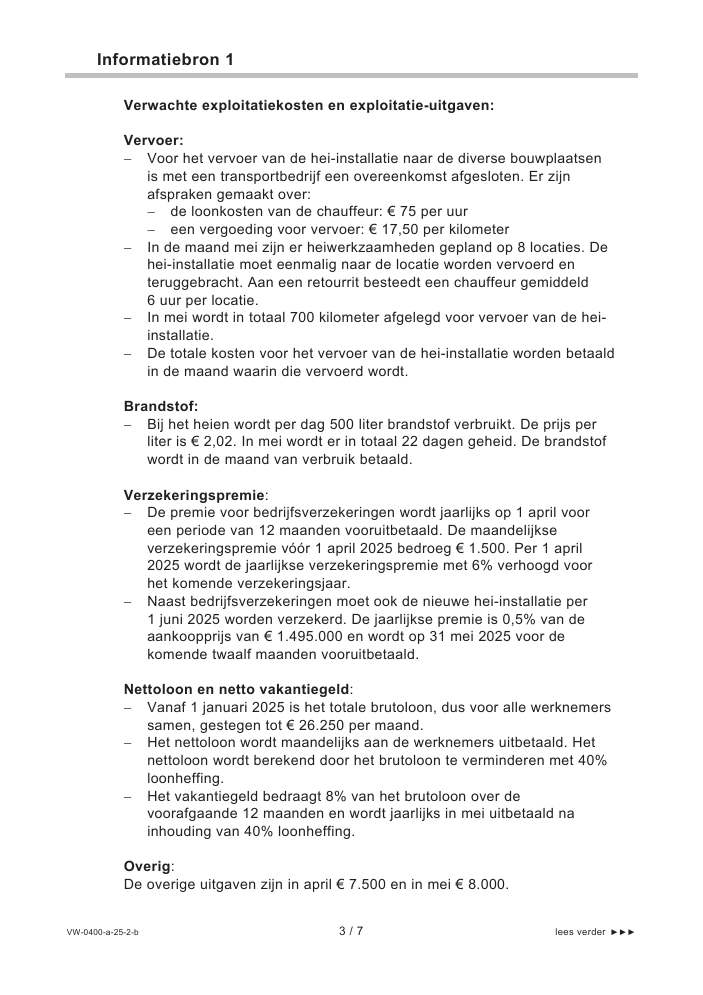 Informatiebron 1
Verwachte exploitatiekosten en exploitatie-uitgaven:
Vervoer:
– Voor het vervoer van de hei-installatie naar de diverse bouwplaatsen
is met een transportbedrijf een overeenkomst afgesloten. Er zijn
afspraken gemaakt over:
– de loonkosten van de chauffeur: € 75 per uur
– een vergoeding voor vervoer: € 17,50 per kilometer
– In de maand mei zijn er heiwerkzaamheden gepland op 8 locaties. De
hei-installatie moet eenmalig naar de locatie worden vervoerd en
teruggebracht. Aan een retourrit besteedt een chauffeur gemiddeld
6 uur per locatie.
– In mei wordt in totaal 700 kilometer afgelegd voor vervoer van de hei-
installatie.
– De totale kosten voor het vervoer van de hei-installatie worden betaald
in de maand waarin die vervoerd wordt.
Brandstof:
– Bij het heien wordt per dag 500 liter brandstof verbruikt. De prijs per
liter is € 2,02. In mei wordt er in totaal 22 dagen geheid. De brandstof
wordt in de maand van verbruik betaald.
Verzekeringspremie:
– De premie voor bedrijfsverzekeringen wordt jaarlijks op 1 april voor
een periode van 12 maanden vooruitbetaald. De maandelijkse
verzekeringspremie vóór 1 april 2025 bedroeg € 1.500. Per 1 april
2025 wordt de jaarlijkse verzekeringspremie met 6% verhoogd voor
het komende verzekeringsjaar.
– Naast bedrijfsverzekeringen moet ook de nieuwe hei-installatie per
1 juni 2025 worden verzekerd. De jaarlijkse premie is 0,5% van de
aankoopprijs van € 1.495.000 en wordt op 31 mei 2025 voor de
komende twaalf maanden vooruitbetaald.
Nettoloon en netto vakantiegeld:
– Vanaf 1 januari 2025 is het totale brutoloon, dus voor alle werknemers
samen, gestegen tot € 26.250 per maand.
– Het nettoloon wordt maandelijks aan de werknemers uitbetaald. Het
nettoloon wordt berekend door het brutoloon te verminderen met 40%
loonheffing.
– Het vakantiegeld bedraagt 8% van het brutoloon over de
voorafgaande 12 maanden en wordt jaarlijks in mei uitbetaald na
inhouding van 40% loonheffing.
Overig:
De overige uitgaven zijn in april € 7.500 en in mei € 8.000.
VW-0400-a-25-2-b
3 / 7
lees verder ►►►